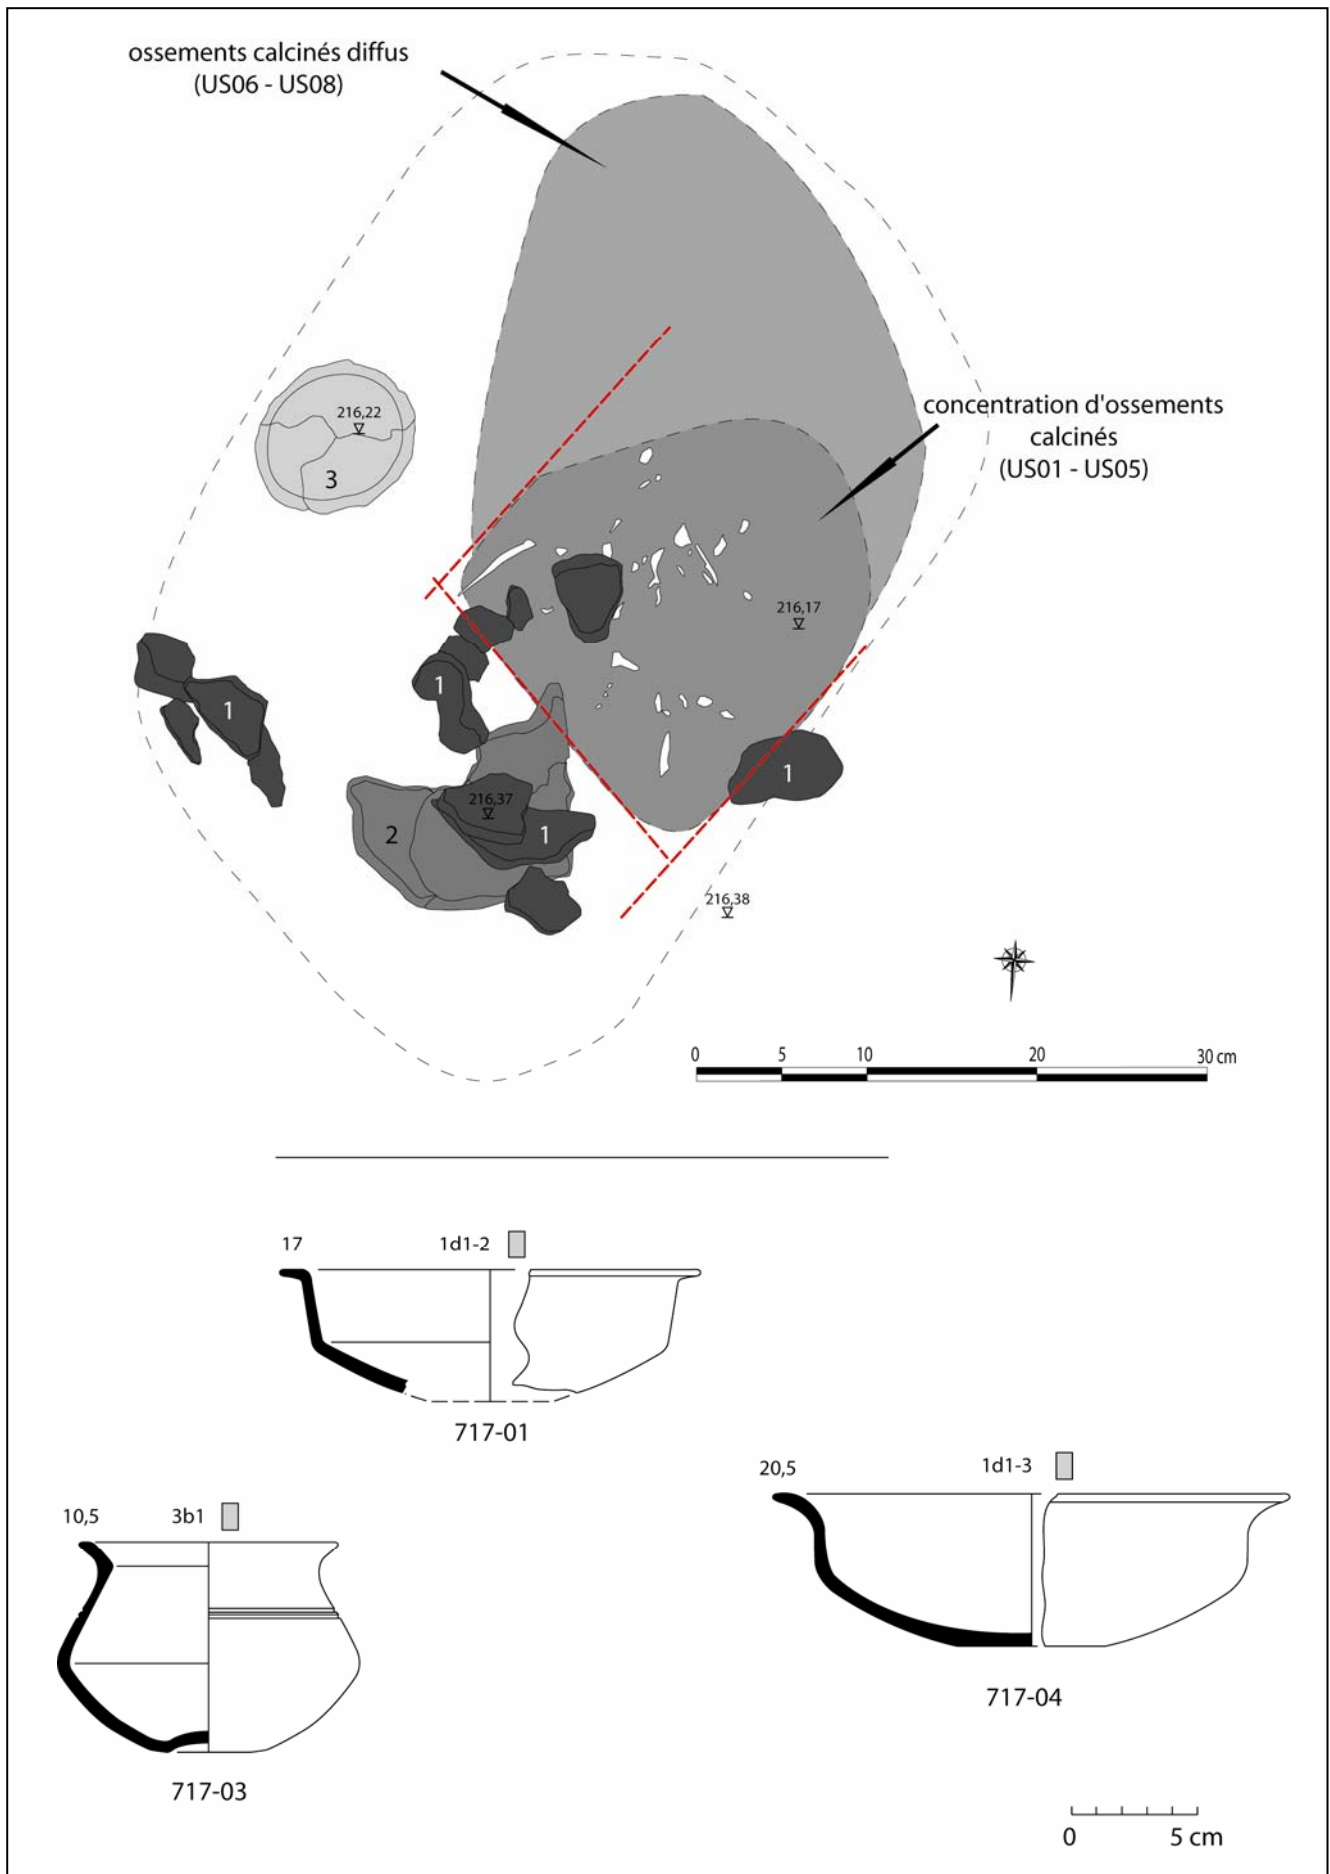 ossements calcinés diffus
(US06 - US08)
216,22
3
concentration d'ossements
calcinés
(US01 - US05)
216,17
1
1
1
216,37
2
1
216,38
0 5 10 20 30 cm
17 1d1-2
717-01
20,5 1d1-3
10,5 3b1
717-04
717-03
0 5 cm